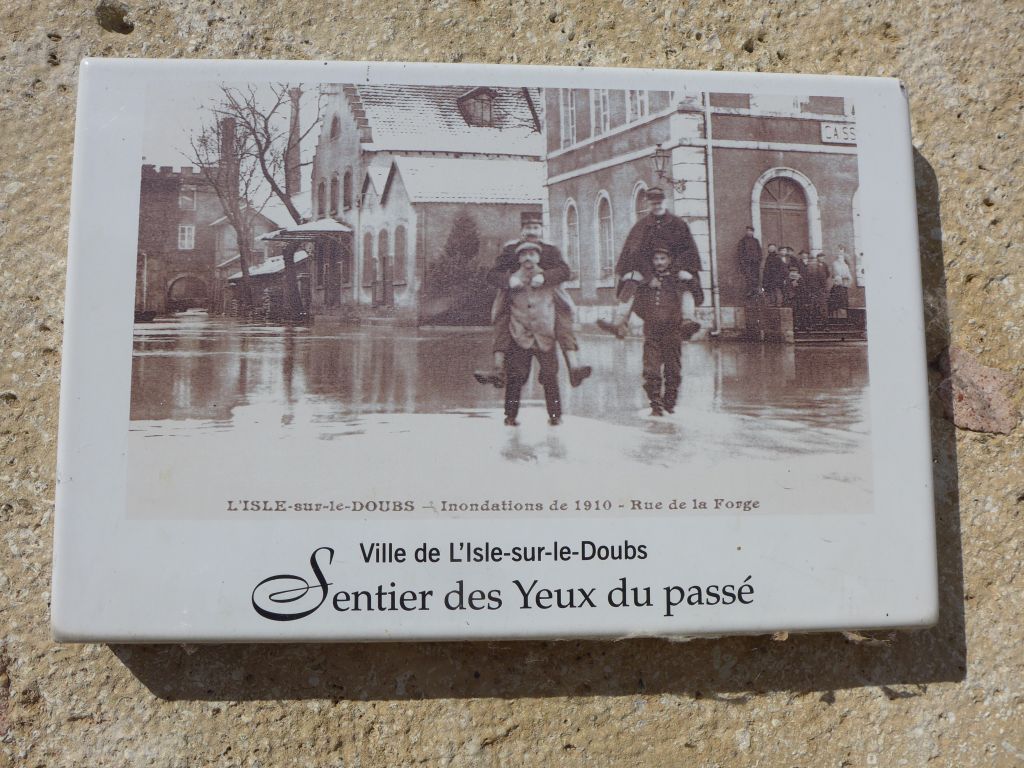 CASS
L'ISLE-sur-le-DOUBS — Inondations de 1910 - Rue de la Forge
Ville de L'Isle-sur-le-Doubs
Sentier des Yeux du passé